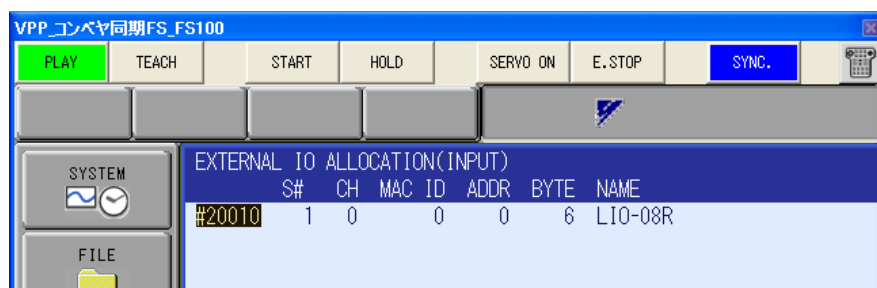 VPP_コンベヤ同期FS_FS100
PLAY TEACH START HOLD SERVO ON E.STOP SYNC.
SYSTEM
EXTERNAL IO ALLOCATION(INPUT)
S# CH MAC ID ADDR BYTE NAME
#20010 1 0 0 0 6 LIO-08R
FILE